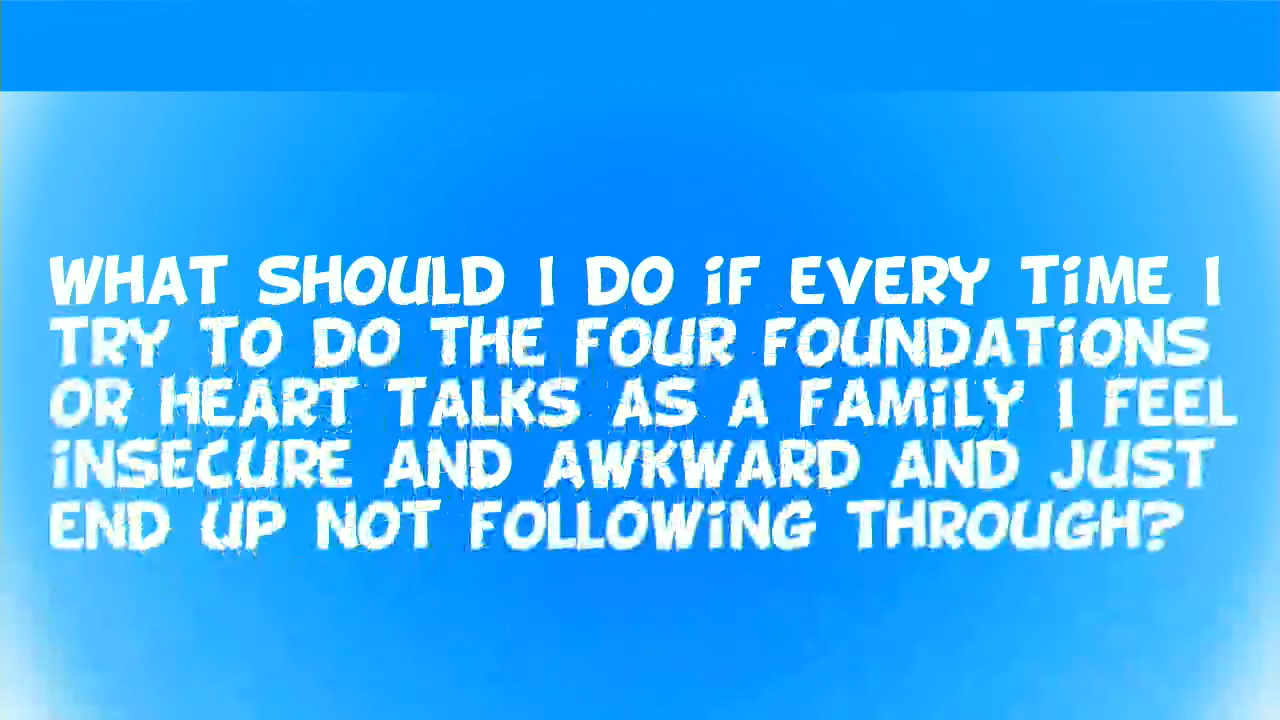 WHAT SHOULD I DO iF EVERY TiME I
TRY TO DO THE FOUR FOUNDATiONS
OR HEART TALKS AS A FAMiLY I FEEL
iNSECURE AND AWKWARD AND JUST
END UP NOT FOLLOWiNG THROUGH?